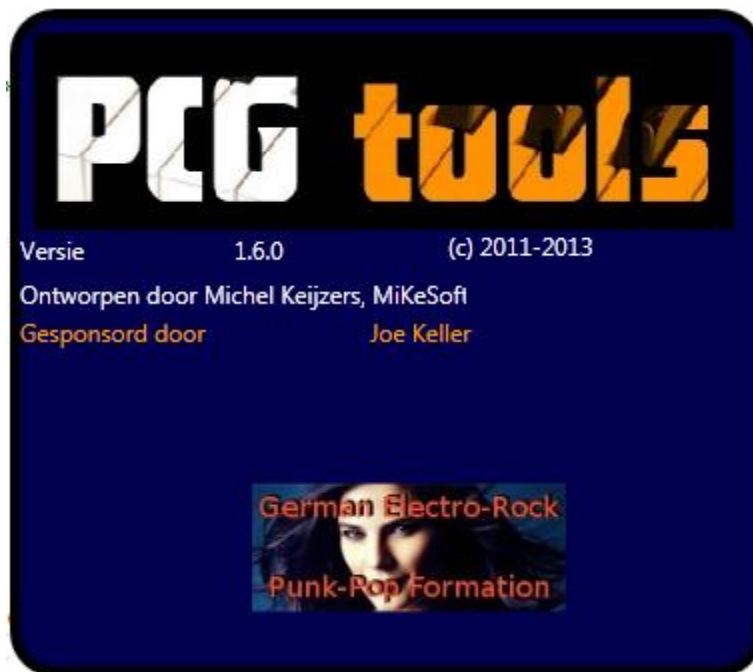 PCG tools
Versie 1.6.0 (c) 2011-2013
Ontworpen door Michel Keijzers, MiKeSoft
Gesponsord door Joe Keller
German Electro-Rock
Punk-Pop Formation